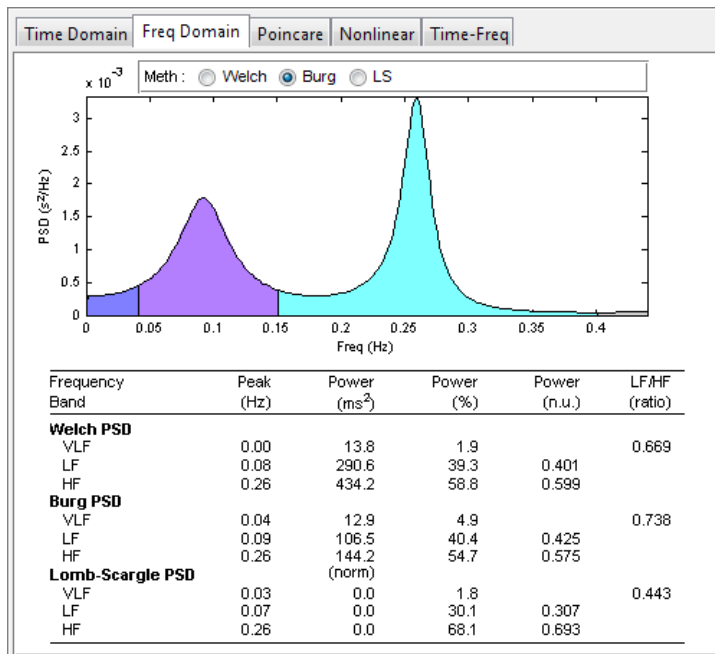 Time Domain Freq Domain Poincare Nonlinear Time-Freq
x 10^-3 Meth : Welch Burg LS
3
2.5
2
1.5
1
0.5
0
PSD (s²/Hz)
0 0.05 0.1 0.15 0.2 0.25 0.3 0.35 0.4
Freq (Hz)
Frequency Peak Power Power Power LF/HF
Band (Hz) (ms²) (%) (n.u.) (ratio)
Welch PSD
VLF 0.00 13.8 1.9 0.669
LF 0.08 290.6 39.3 0.401
HF 0.26 434.2 58.8 0.599
Burg PSD
VLF 0.04 12.9 4.9 0.738
LF 0.09 106.5 40.4 0.425
HF 0.26 144.2 54.7 0.575
Lomb-Scargle PSD (norm)
VLF 0.03 0.0 1.8 0.443
LF 0.07 0.0 30.1 0.307
HF 0.26 0.0 68.1 0.693